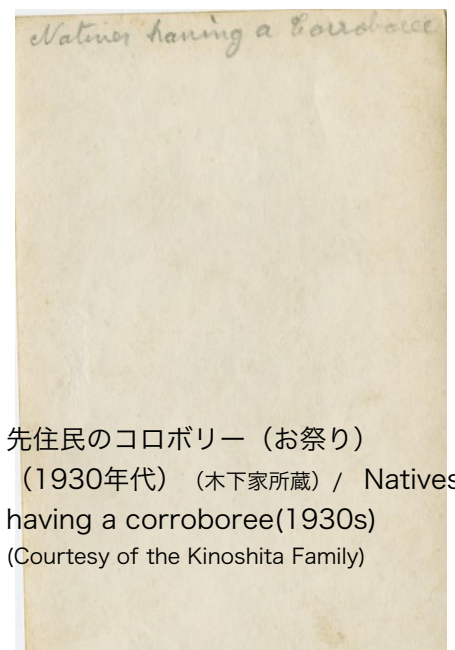 Natives having a Corroboree
先住民のコロボリー（お祭り）
（1930年代）（木下家所蔵）/ Natives
having a corroboree(1930s)
(Courtesy of the Kinoshita Family)